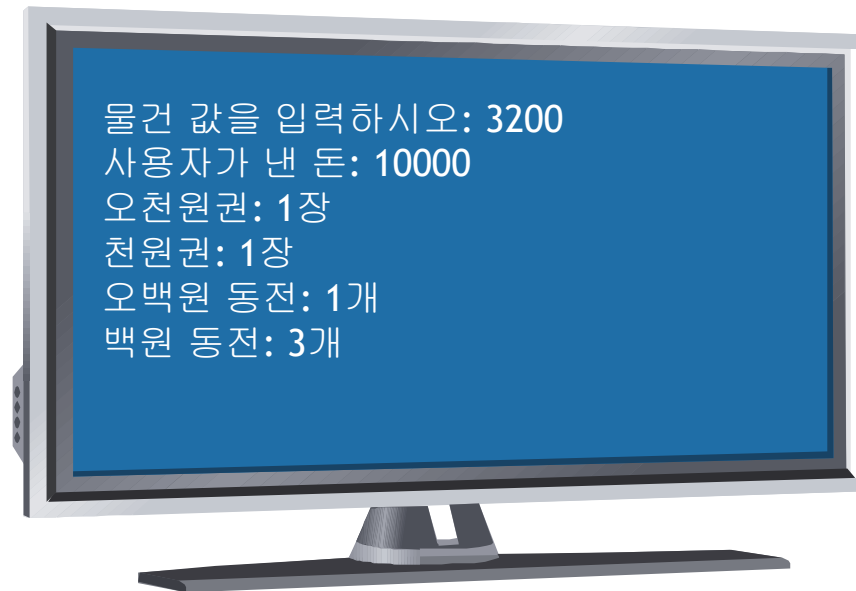 물건 값을 입력하시오: 3200
사용자가 낸 돈: 10000
오천원권: 1장
천원권: 1장
오백원 동전: 1개
백원 동전: 3개